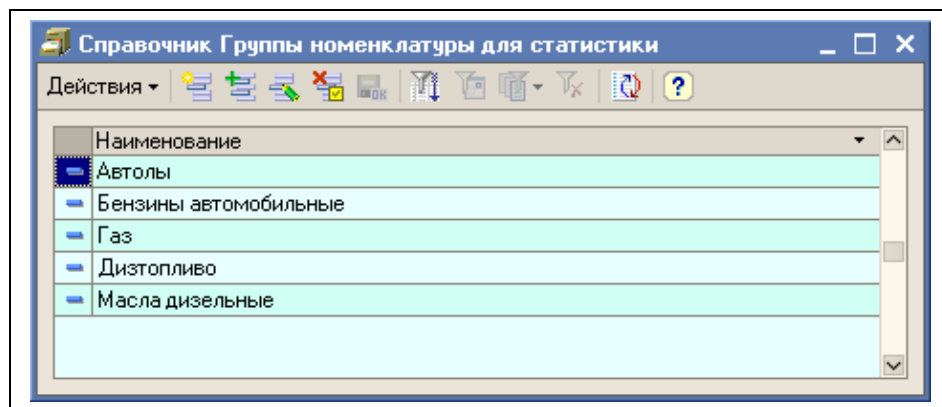 Справочник Группы номенклатуры для статистики
Действия
Наименование
Автолы
Бензины автомобильные
Газ
Дизтопливо
Масла дизельные